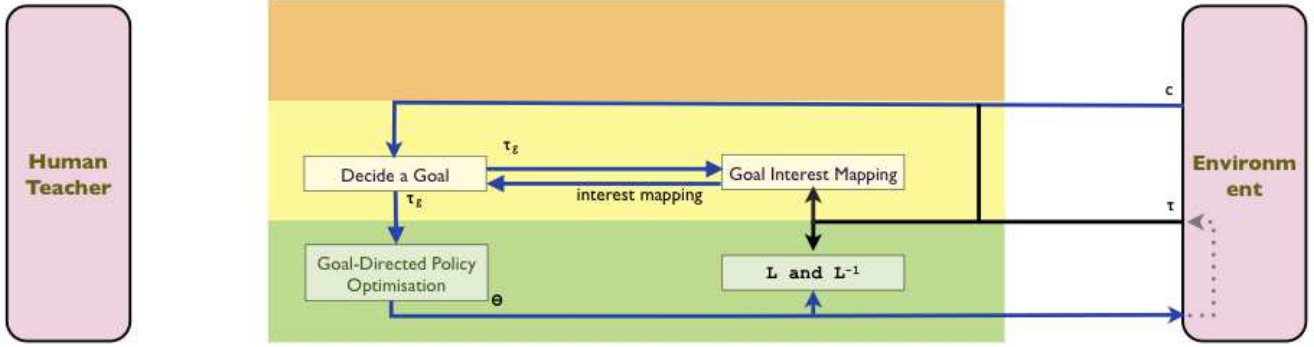 Human
Teacher
c
τg
Decide a Goal
Goal Interest Mapping
interest mapping
τg
Environm
ent
τ
Goal-Directed Policy
Optimisation
L and L⁻¹
Θ